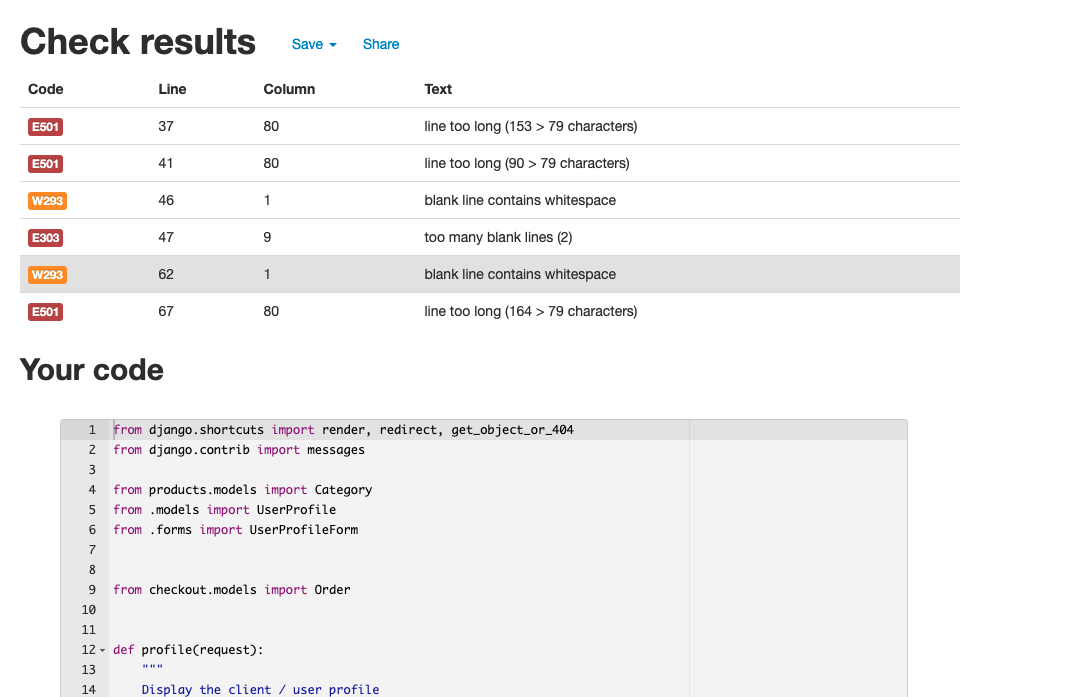 Check results Save Share
Code Line Column Text
E501 37 80 line too long (153 > 79 characters)
E501 41 80 line too long (90 > 79 characters)
W293 46 1 blank line contains whitespace
E303 47 9 too many blank lines (2)
W293 62 1 blank line contains whitespace
E501 67 80 line too long (164 > 79 characters)
Your code
1 from django.shortcuts import render, redirect, get_object_or_404
2 from django.contrib import messages
3
4 from products.models import Category
5 from .models import UserProfile
6 from .forms import UserProfileForm
7
8
9 from checkout.models import Order
10
11
12 def profile(request):
13 """
14 Display the client / user profile